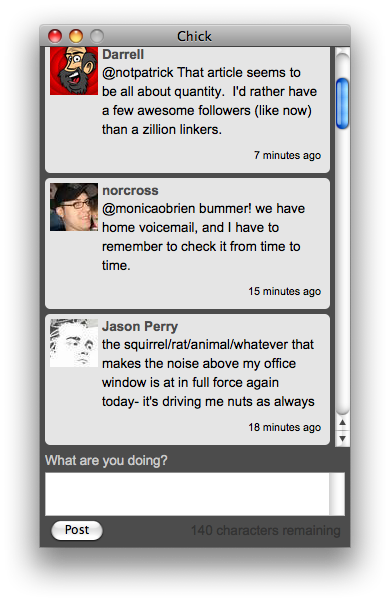 Chick
Darrell
@notpatrick That article seems to
be all about quantity.  I'd rather have
a few awesome followers (like now)
than a zillion linkers.
7 minutes ago
norcross
@monicaobrien bummer! we have
home voicemail, and I have to
remember to check it from time to
time.
15 minutes ago
Jason Perry
the squirrel/rat/animal/whatever that
makes the noise above my office
window is at in full force again
today- it's driving me nuts as always
18 minutes ago
What are you doing?
Post
140 characters remaining